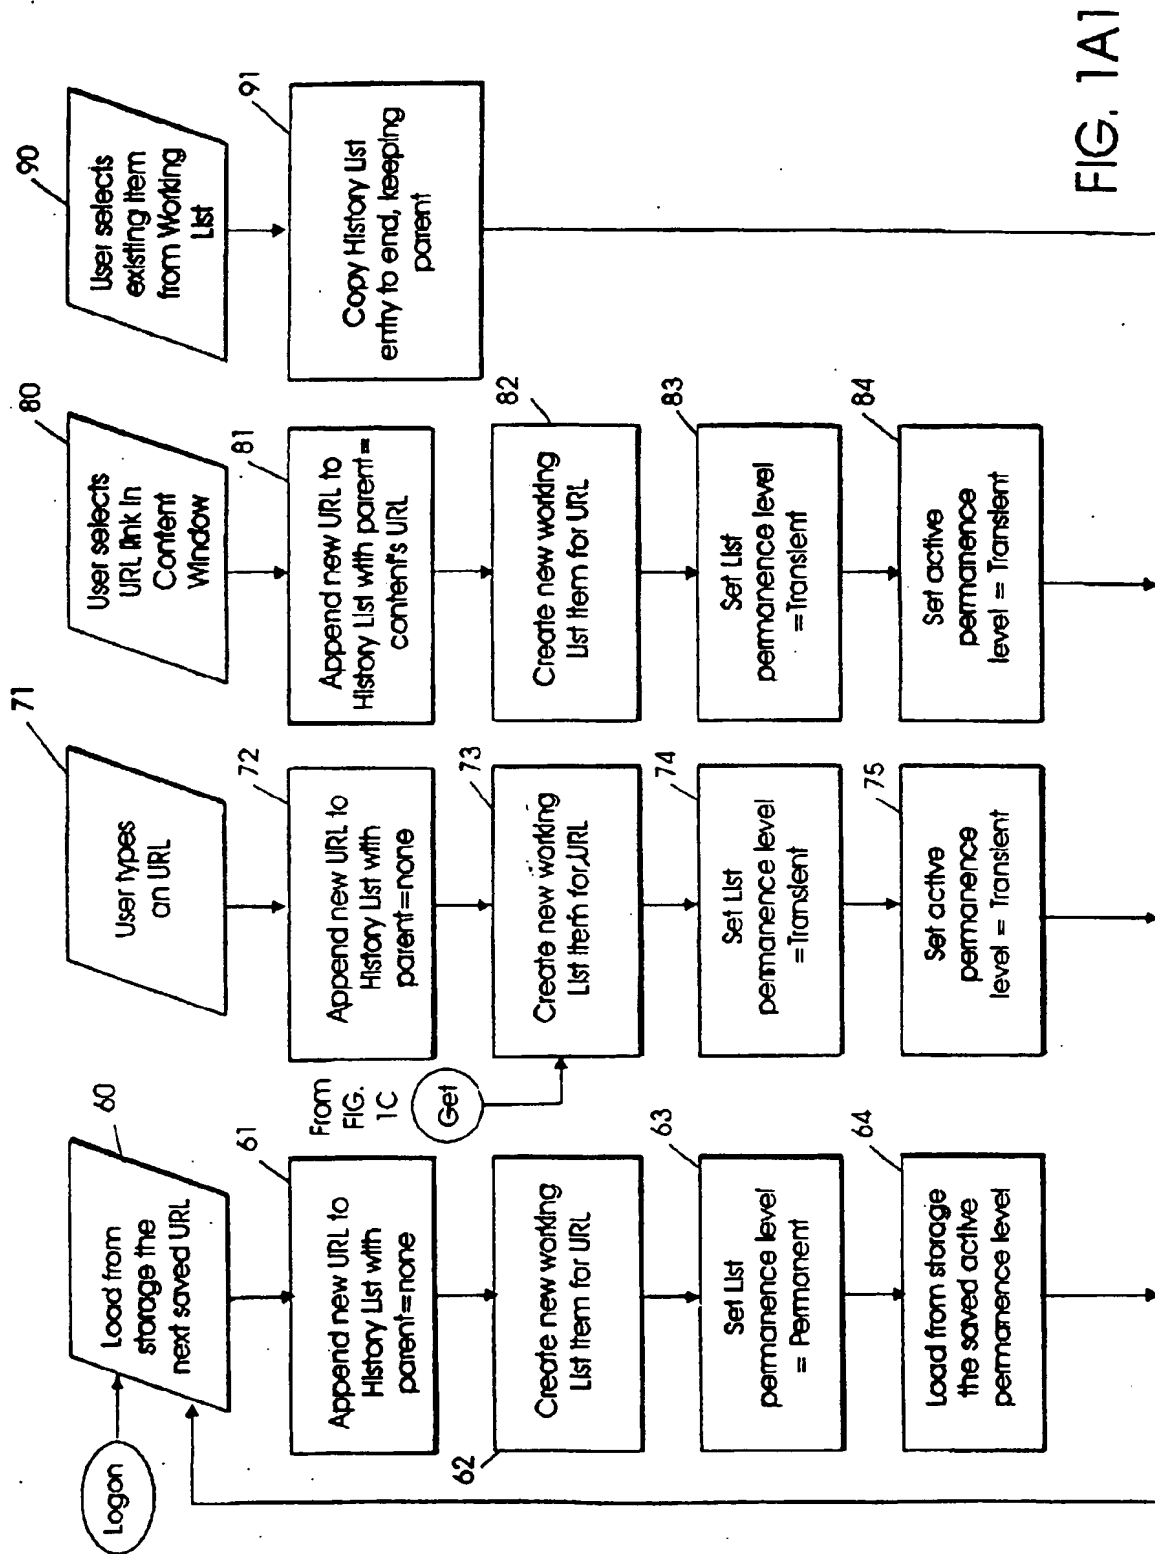 Logon
60
Load from
storage the
next saved URL
61
Append new URL to
History List with
parent=none
62
Create new working
List Item for URL
63
Set List
permanence level
= Permanent
64
Load from storage
the saved active
permanence level
71
User types
an URL
72
Append new URL to
History List with
parent=none
From
FIG.
1C
Get
73
Create new working
List Item for URL
74
Set List
permanence level
=Transient
75
Set active
permanence
level = Transient
80
User selects
URL link in
Content
Window
81
Append new URL to
History List with parent=
content's URL
82
Create new working
List Item for URL
83
Set List
permanence level
=Transient
84
Set active
permanence
level = Transient
90
User selects
existing item
from Working
List
91
Copy History List
entry to end, keeping
parent
FIG. 1A1